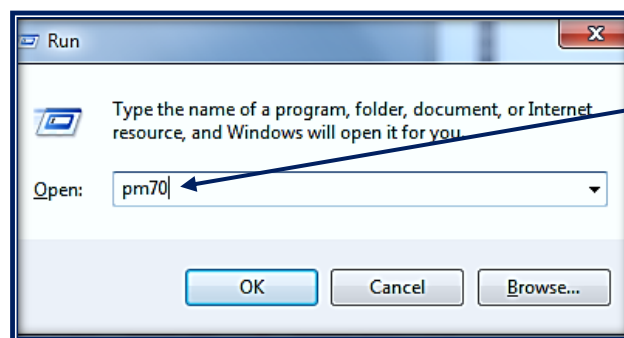 Run
Type the name of a program, folder, document, or Internet
resource, and Windows will open it for you.
Open: pm70
OK Cancel Browse...